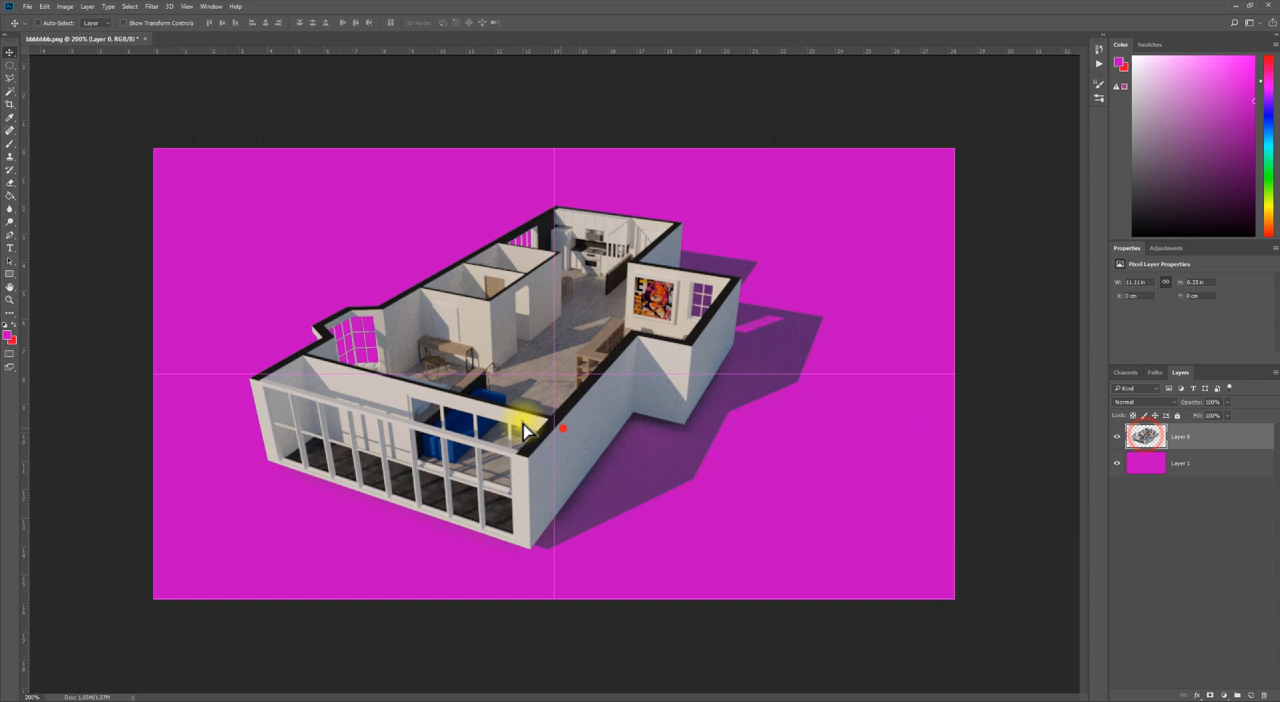 File Edit Image Layer Type Select Filter 3D View Window Help
Auto-Select: Layer Show Transform Controls 3D Mode:
bbbbbbb.png @ 200% (Layer 0, RGB/8) *
Color Swatches
Properties Adjustments
Pixel Layer Properties
W: 11.11 in H: 6.25 in
X: 0 cm Y: 0 cm
Channels Paths Layers
Kind
Normal Opacity: 100%
Lock: Fill: 100%
Layer 0
Layer 1
200% Doc: 1.03M/1.37M